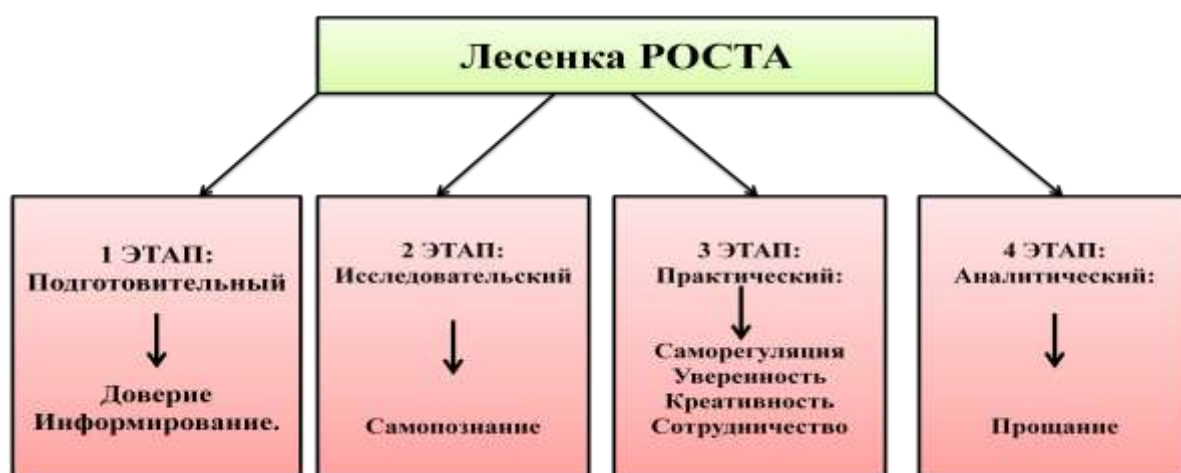 Лесенка РОСТА
1 ЭТАП:
Подготовительный
Доверие
Информирование.
2 ЭТАП:
Исследовательский
Самопознание
3 ЭТАП:
Практический:
Саморегуляция
Уверенность
Креативность
Сотрудничество
4 ЭТАП:
Аналитический:
Прощание